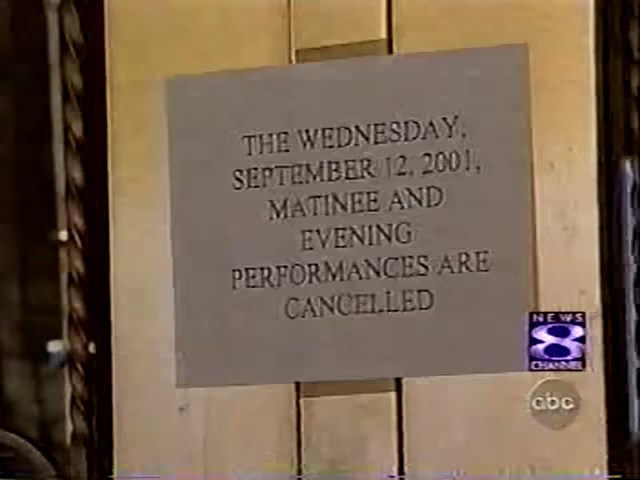 THE WEDNESDAY,
SEPTEMBER 12, 2001,
MATINEE AND
EVENING
PERFORMANCES ARE
CANCELLED
NEWS
8
CHANNEL
abc